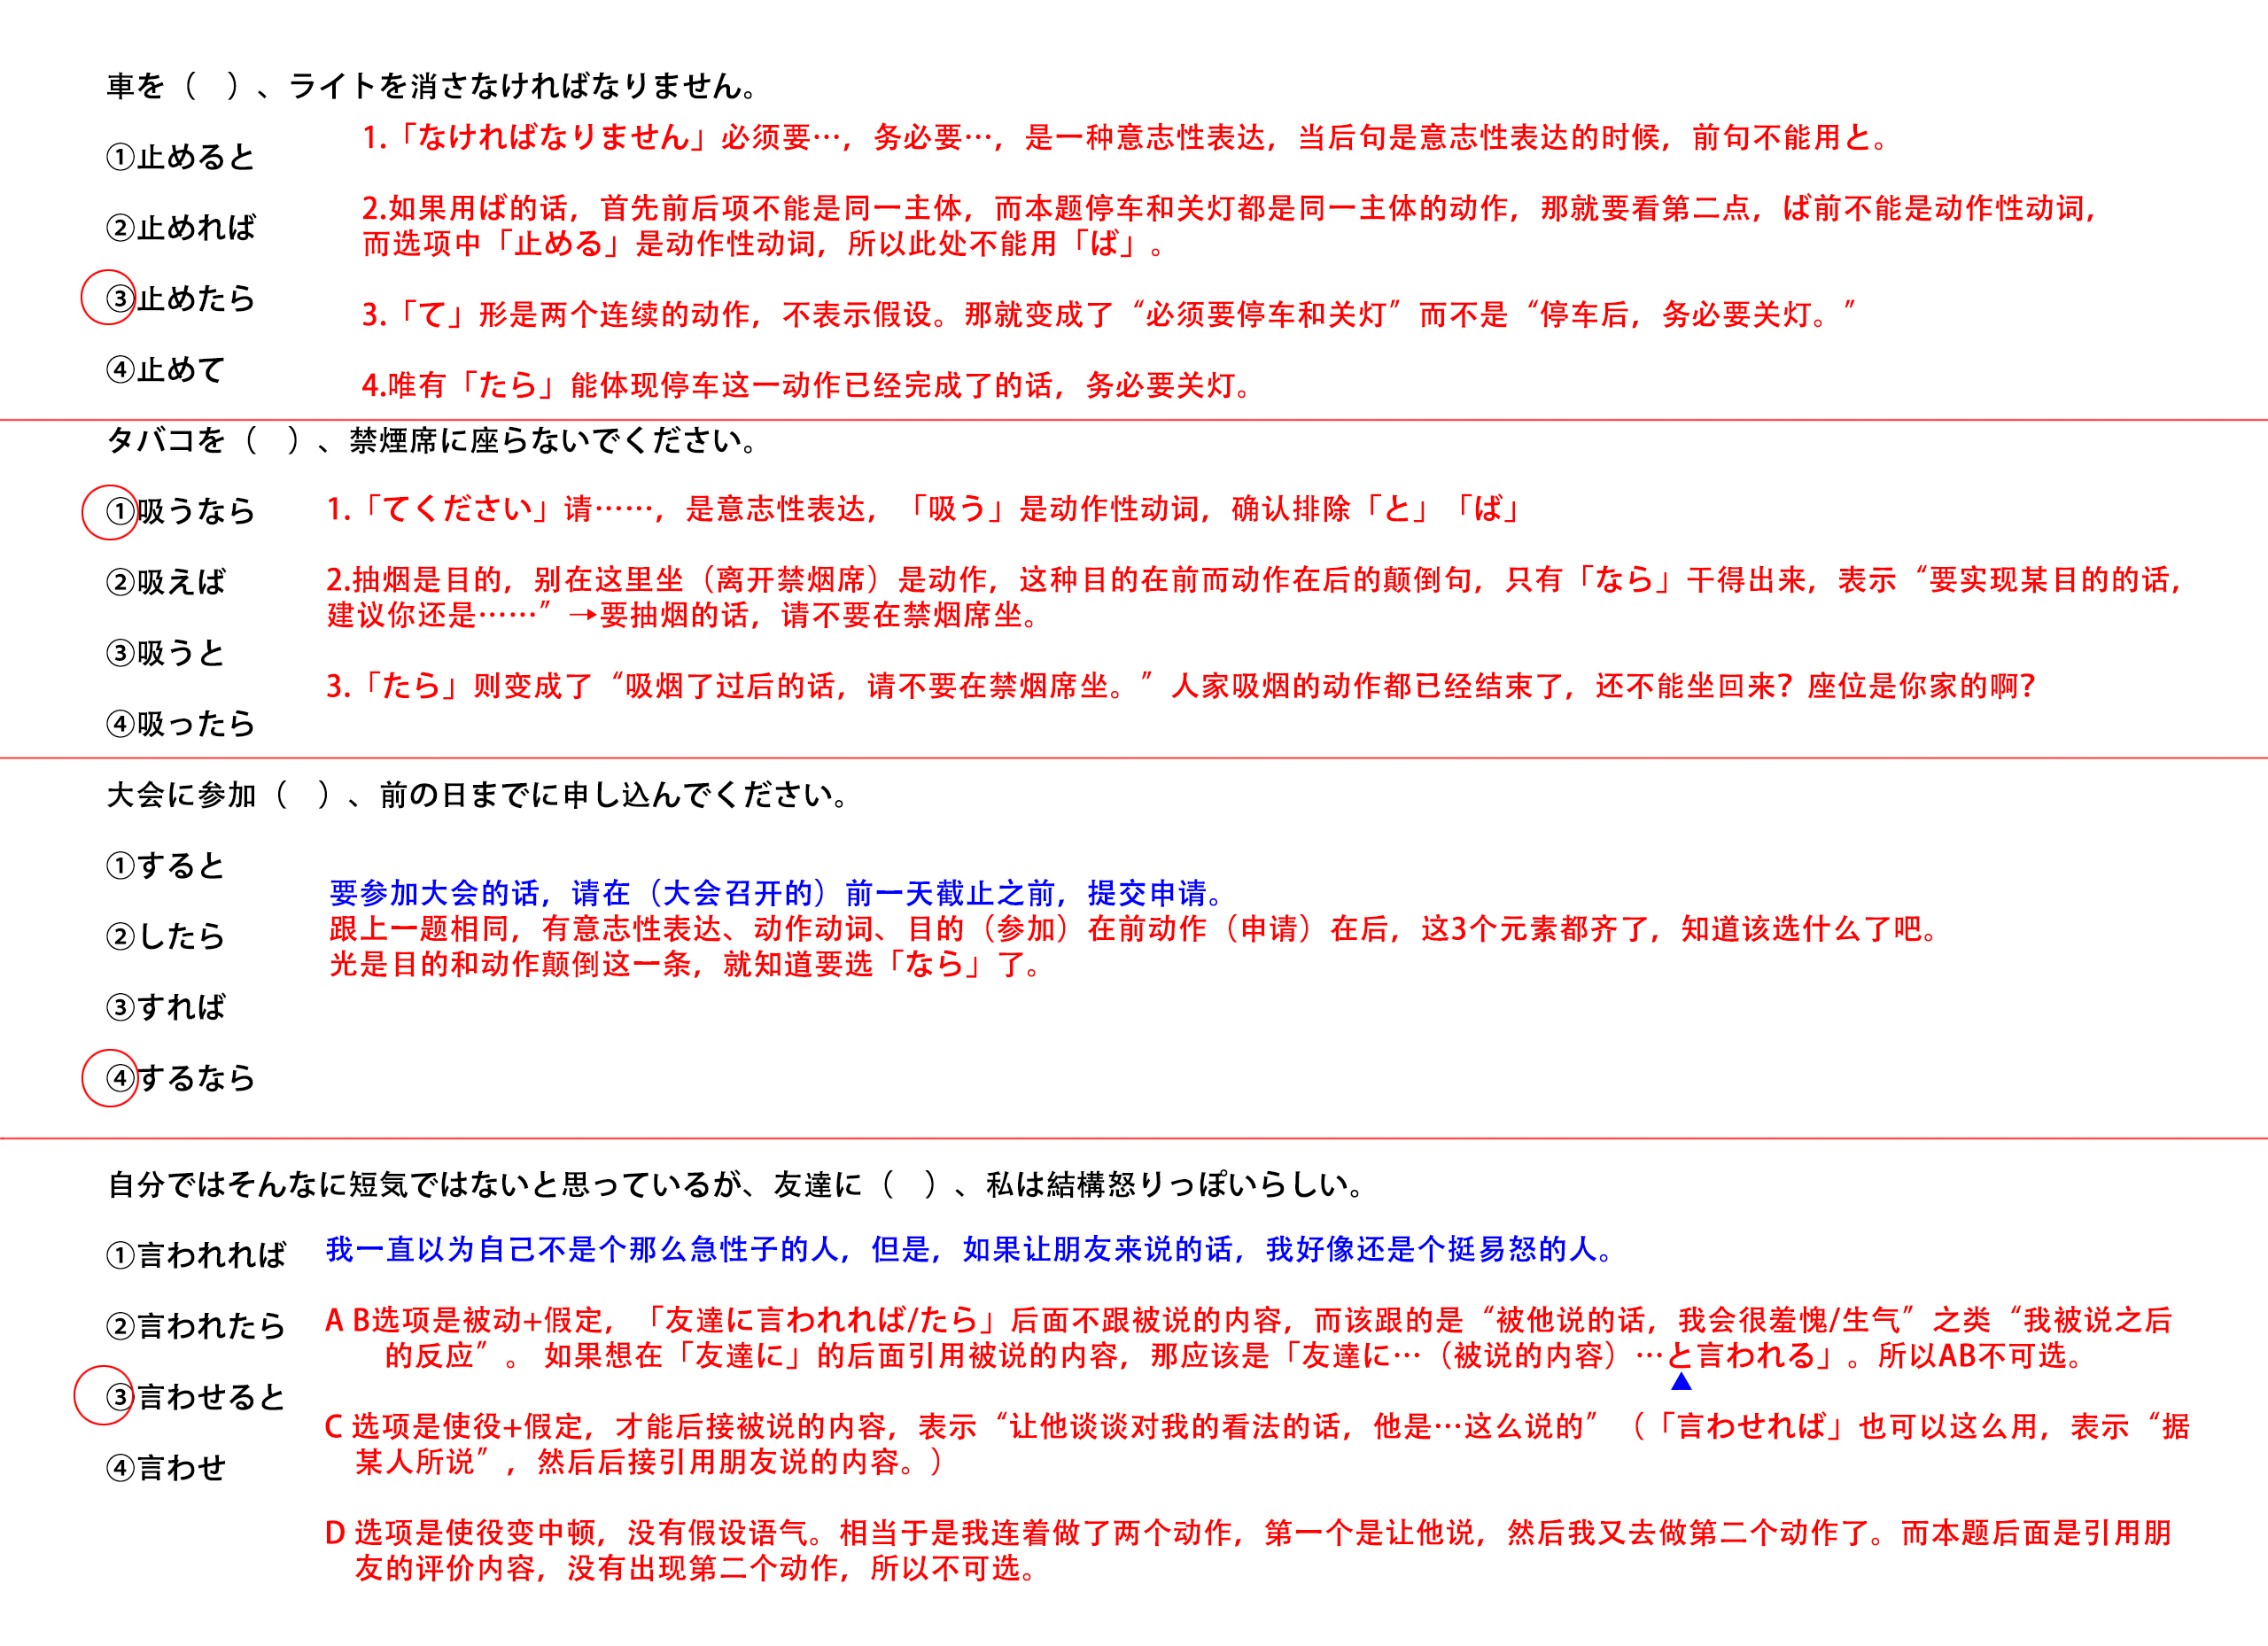 車を（　）、ライトを消さなければなりません。
1.「なければなりません」必须要…，务必要…，是一种意志性表达，当后句是意志性表达的时候，前句不能用と。
①止めると
2.如果用ば的话，首先前后项不能是同一主体，而本题停车和关灯都是同一主体的动作，那就要看第二点，ば前不能是动作性动词，
②止めれば
而选项中「止める」是动作性动词，所以此处不能用「ば」。
③止めたら
3.「て」形是两个连续的动作，不表示假设。那就变成了“必须要停车和关灯”而不是“停车后，务必要关灯。”
④止めて
4.唯有「たら」能体现停车这一动作已经完成了的话，务必要关灯。
タバコを（　）、禁煙席に座らないでください。
①吸うなら
1.「てください」请……，是意志性表达，「吸う」是动作性动词，确认排除「と」「ば」
②吸えば
2.抽烟是目的，别在这里坐（离开禁烟席）是动作，这种目的在前而动作在后的颠倒句，只有「なら」干得出来，表示“要实现某目的的话，
建议你还是……”→要抽烟的话，请不要在禁烟席坐。
③吸うと
3.「たら」则变成了“吸烟了过后的话，请不要在禁烟席坐。”人家吸烟的动作都已经结束了，还不能坐回来？座位是你家的啊？
④吸ったら
大会に参加（　）、前の日までに申し込んでください。
①すると
要参加大会的话，请在（大会召开的）前一天截止之前，提交申请。
②したら
跟上一题相同，有意志性表达、动作动词、目的（参加）在前动作（申请）在后，这3个元素都齐了，知道该选什么了吧。
光是目的和动作颠倒这一条，就知道要选「なら」了。
③すれば
④するなら
自分ではそんなに短気ではないと思っているが、友達に（　）、私は結構怒りっぽいらしい。
①言われれば
我一直以为自己不是个那么急性子的人，但是，如果让朋友来说的话，我好像还是个挺易怒的人。
②言われたら
A B选项是被动+假定，「友達に言われれば/たら」后面不跟被说的内容，而该跟的是“被他说的话，我会很羞愧/生气”之类“我被说之后
的反应”。 如果想在「友達に」的后面引用被说的内容，那应该是「友達に…（被说的内容）…と言われる」。所以AB不可选。
③言わせると
C 选项是使役+假定，才能后接被说的内容，表示“让他谈谈对我的看法的话，他是…这么说的”（「言わせれば」也可以这么用，表示“据
某人所说”，然后后接引用朋友说的内容。）
④言わせ
D 选项是使役变中顿，没有假设语气。相当于是我连着做了两个动作，第一个是让他说，然后我又去做第二个动作了。而本题后面是引用朋
友的评价内容，没有出现第二个动作，所以不可选。